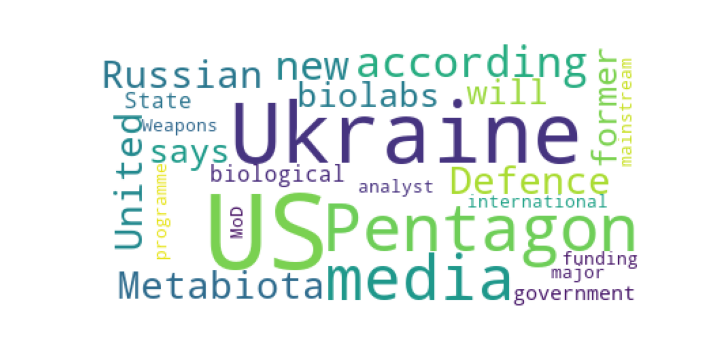 Russian new according former mainstream
State biolabs will
Weapons Ukraine
United says
biological analyst Defence
programme MoD US Pentagon international
Metabiota media funding
major
government